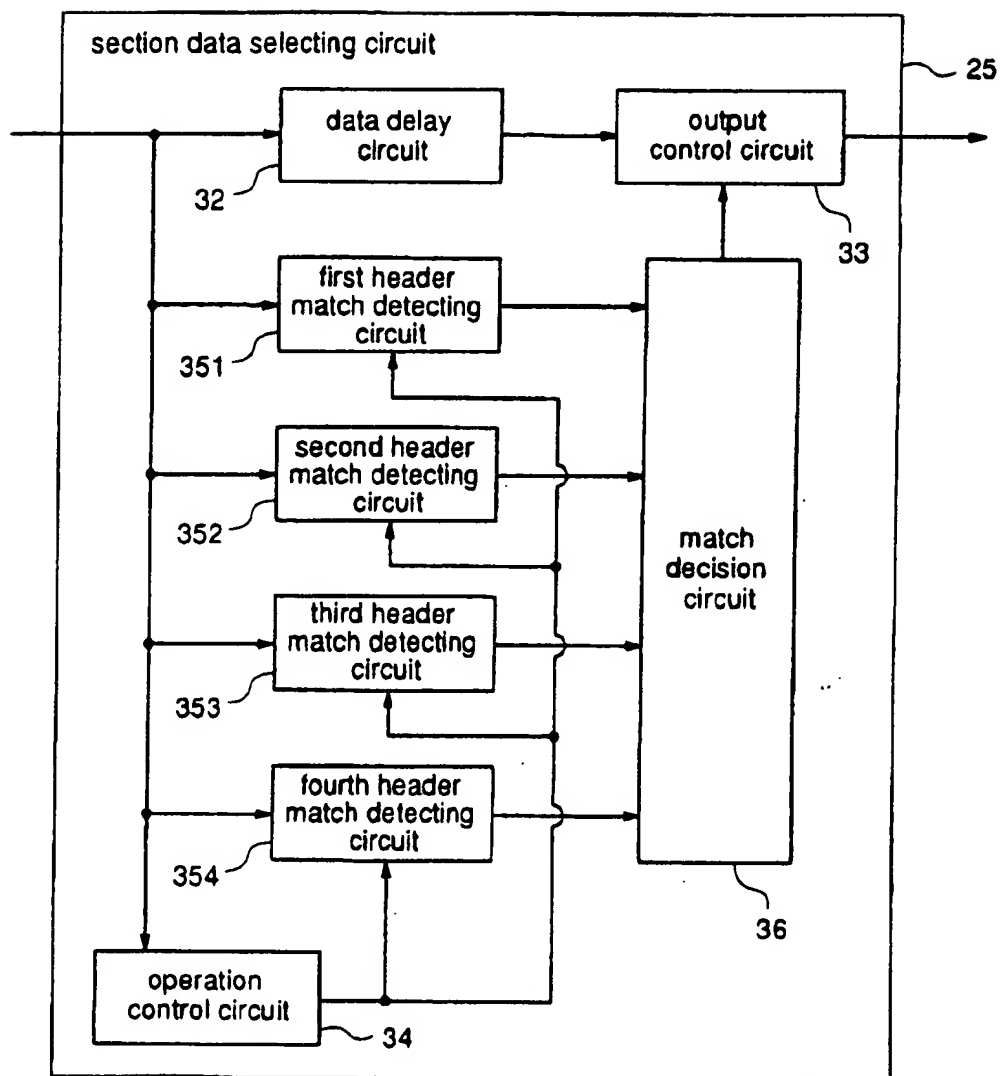 section data selecting circuit
25
data delay
circuit
32
output
control circuit
33
first header
match detecting
circuit
351
second header
match detecting
circuit
352
third header
match detecting
circuit
353
fourth header
match detecting
circuit
354
match
decision
circuit
36
operation
control circuit
34